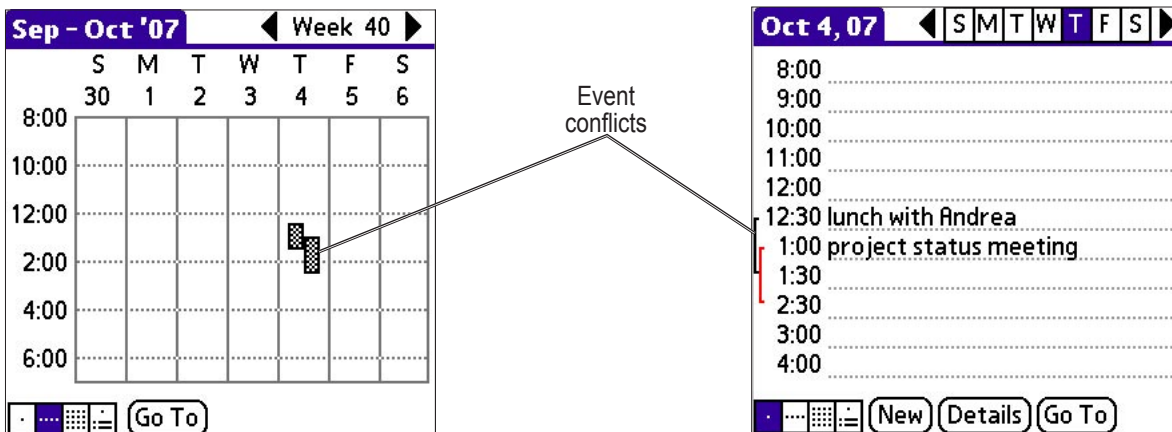 Sep - Oct '07 Week 40
S M T W T F S
30 1 2 3 4 5 6
8:00
10:00
12:00
2:00
4:00
6:00
Go To
Event
conflicts
Oct 4, 07 S M T W T F S
8:00
9:00
10:00
11:00
12:00
12:30 lunch with Andrea
1:00 project status meeting
1:30
2:30
3:00
4:00
New Details Go To